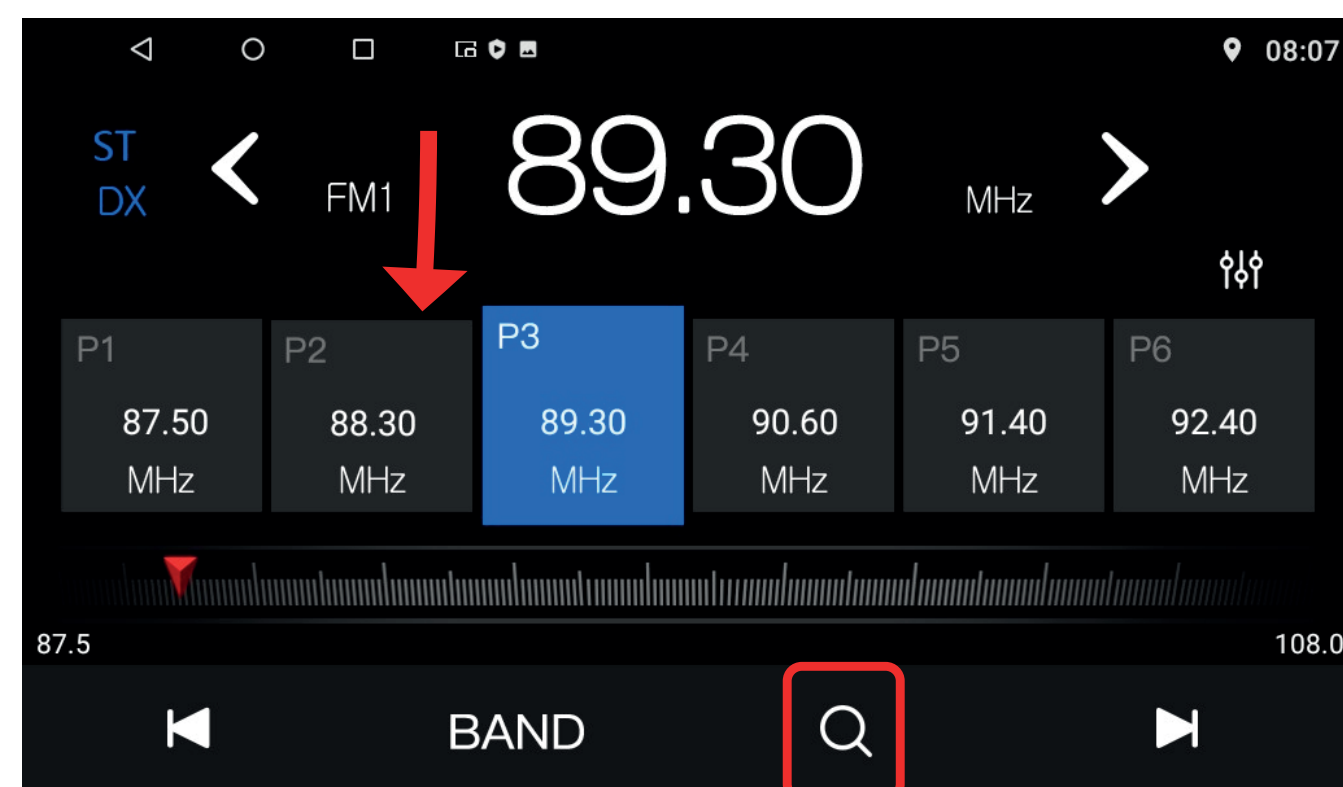 08:07
ST
DX
FM1
89.30
MHz
P1
P2
P3
P4
P5
P6
87.50
88.30
89.30
90.60
91.40
92.40
MHz
MHz
MHz
MHz
MHz
MHz
87.5
108.0
BAND